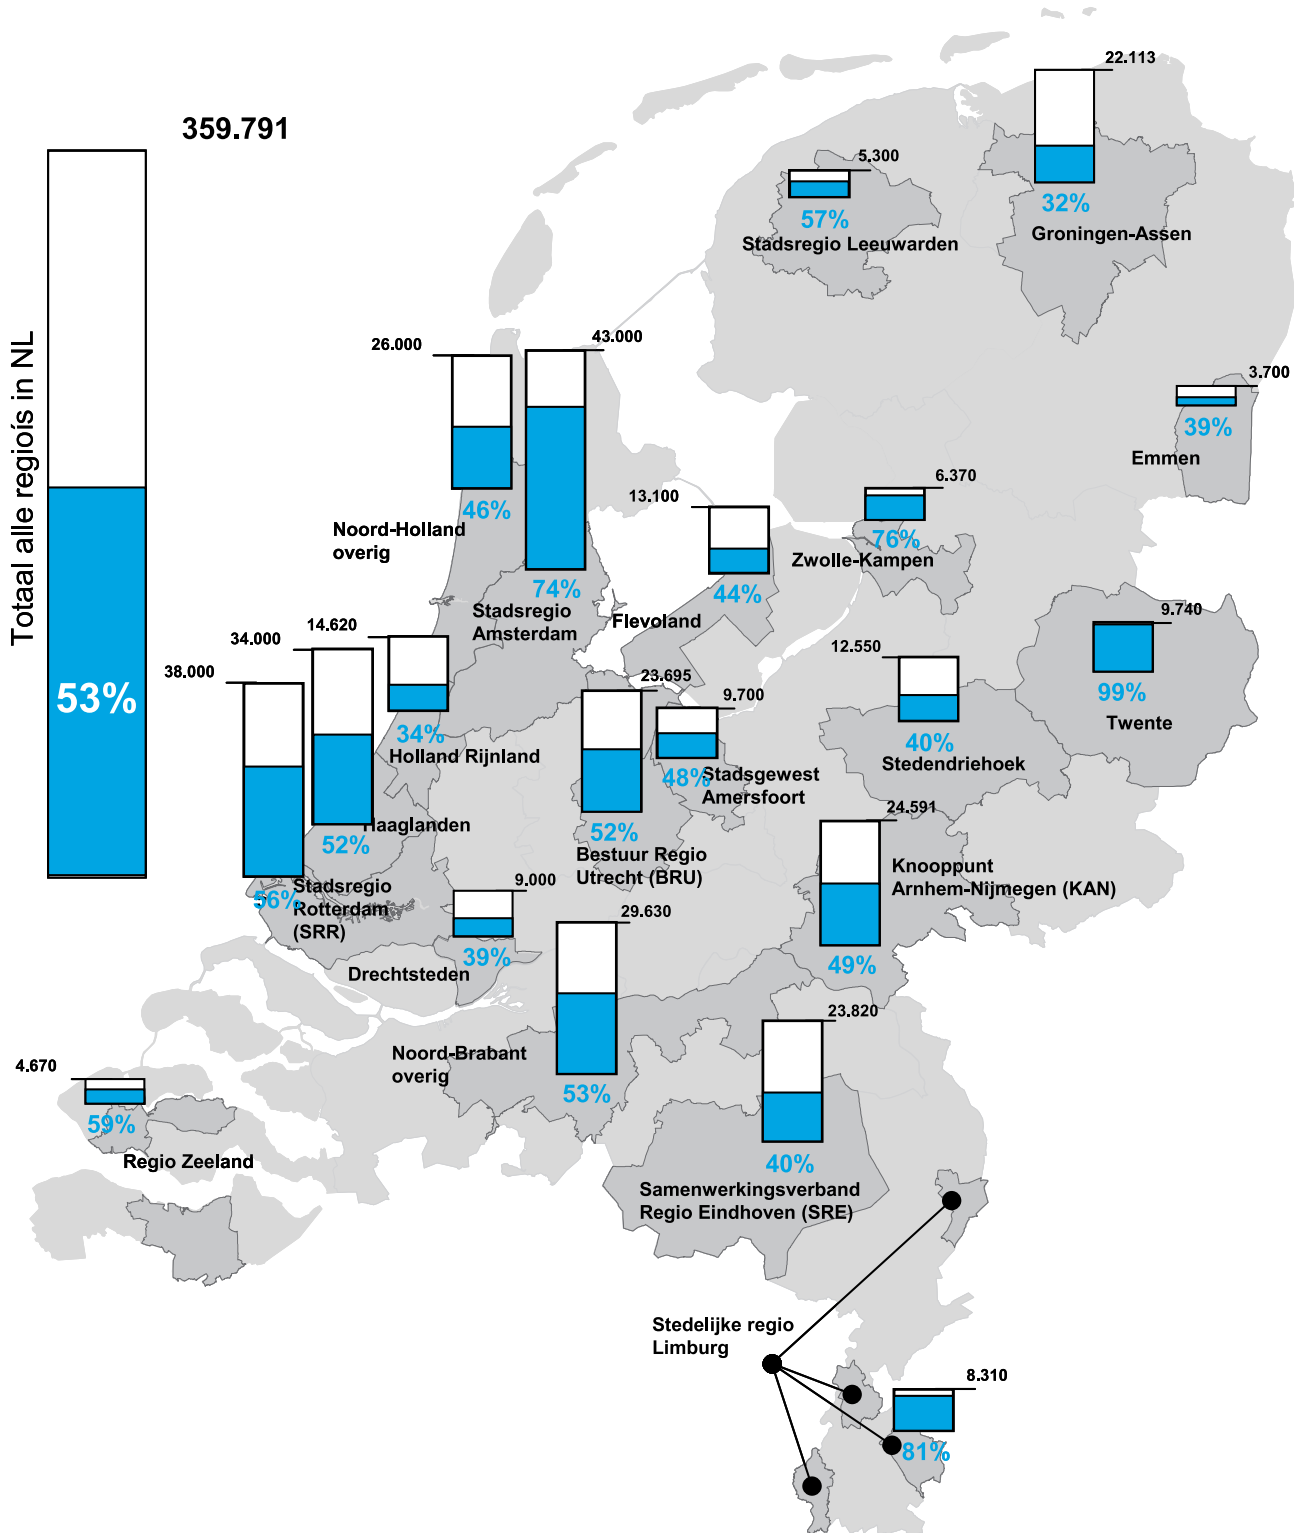 359.791
Totaal alle regiois in NL
53%
22.113
32%
Groningen-Assen
5.300
57%
Stadsregio Leeuwarden
26.000
46%
Noord-Holland
overig
43.000
74%
Stadsregio
Amsterdam
3.700
39%
Emmen
13.100
44%
Flevoland
6.370
76%
Zwolle-Kampen
9.740
99%
Twente
38.000
56%
Stadsregio
Rotterdam
(SRR)
34.000
52%
Haaglanden
14.620
34%
Holland Rijnland
23.695
52%
Bestuur Regio
Utrecht (BRU)
9.700
48%
Stadsgewest
Amersfoort
12.550
40%
Stedendriehoek
24.591
49%
Knooppunt
Arnhem-Nijmegen (KAN)
9.000
39%
Drechtsteden
29.630
53%
Noord-Brabant
overig
23.820
40%
Samenwerkingsverband
Regio Eindhoven (SRE)
4.670
59%
Regio Zeeland
Stedelijke regio
Limburg
8.310
81%